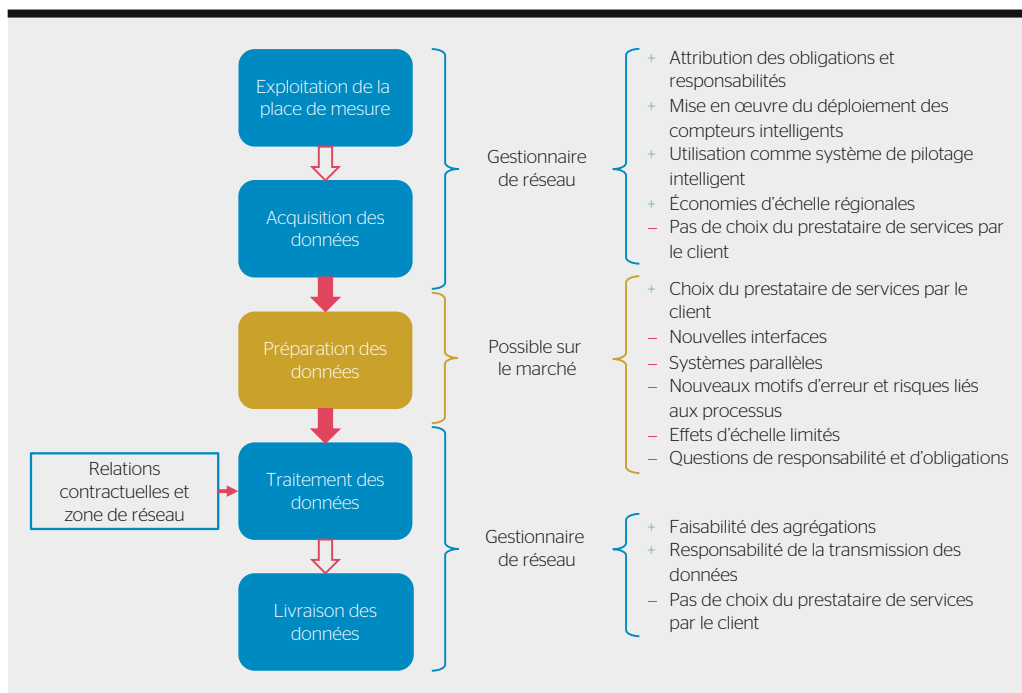 Exploitation de la
place de mesure
Acquisition des
données
Gestionnaire
de réseau
+ Attribution des obligations et
responsabilités
+ Mise en œuvre du déploiement des
compteurs intelligents
+ Utilisation comme système de pilotage
intelligent
+ Économies d'échelle régionales
– Pas de choix du prestataire de services par
le client
Préparation des
données
Possible sur
le marché
+ Choix du prestataire de services par le
client
– Nouvelles interfaces
– Systèmes parallèles
– Nouveaux motifs d'erreur et risques liés
aux processus
– Effets d'échelle limités
– Questions de responsabilité et d'obligations
Relations
contractuelles et
zone de réseau
Traitement des
données
Livraison des
données
Gestionnaire
de réseau
+ Faisabilité des agrégations
+ Responsabilité de la transmission des
données
– Pas de choix du prestataire de services
par le client